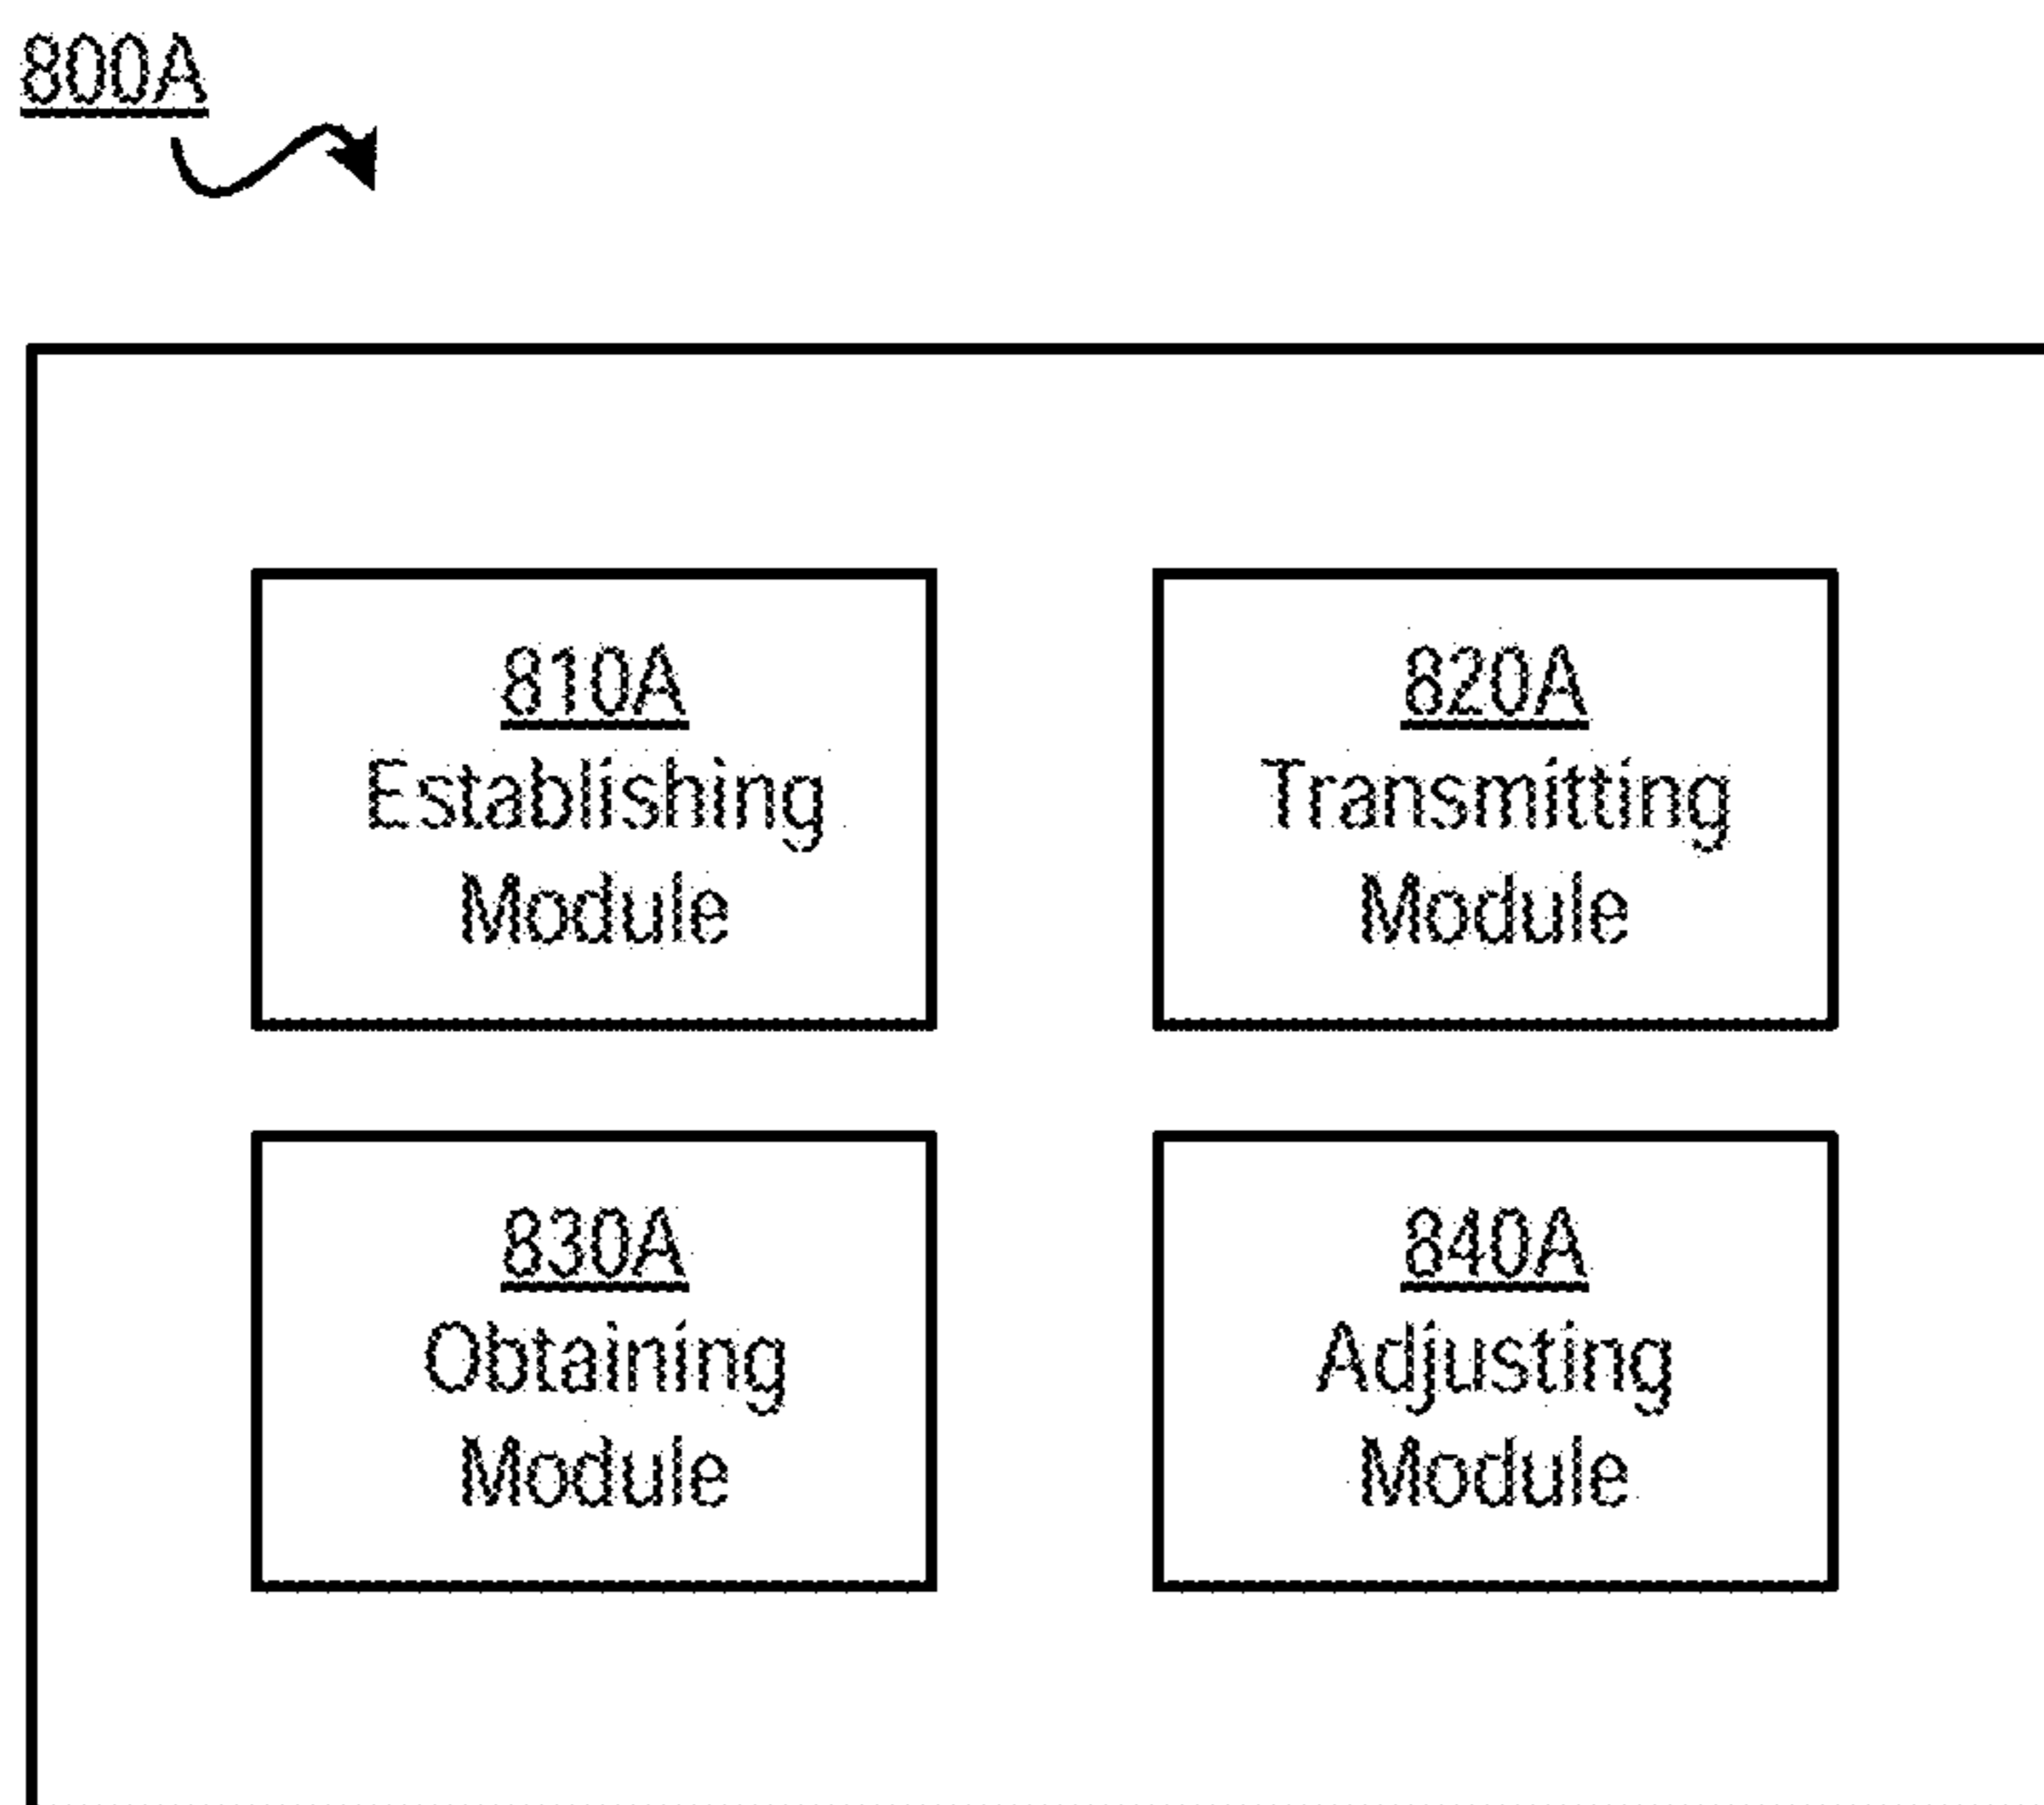 800A
810A
Establishing
Module
820A
Transmitting
Module
830A
Obtaining
Module
840A
Adjusting
Module